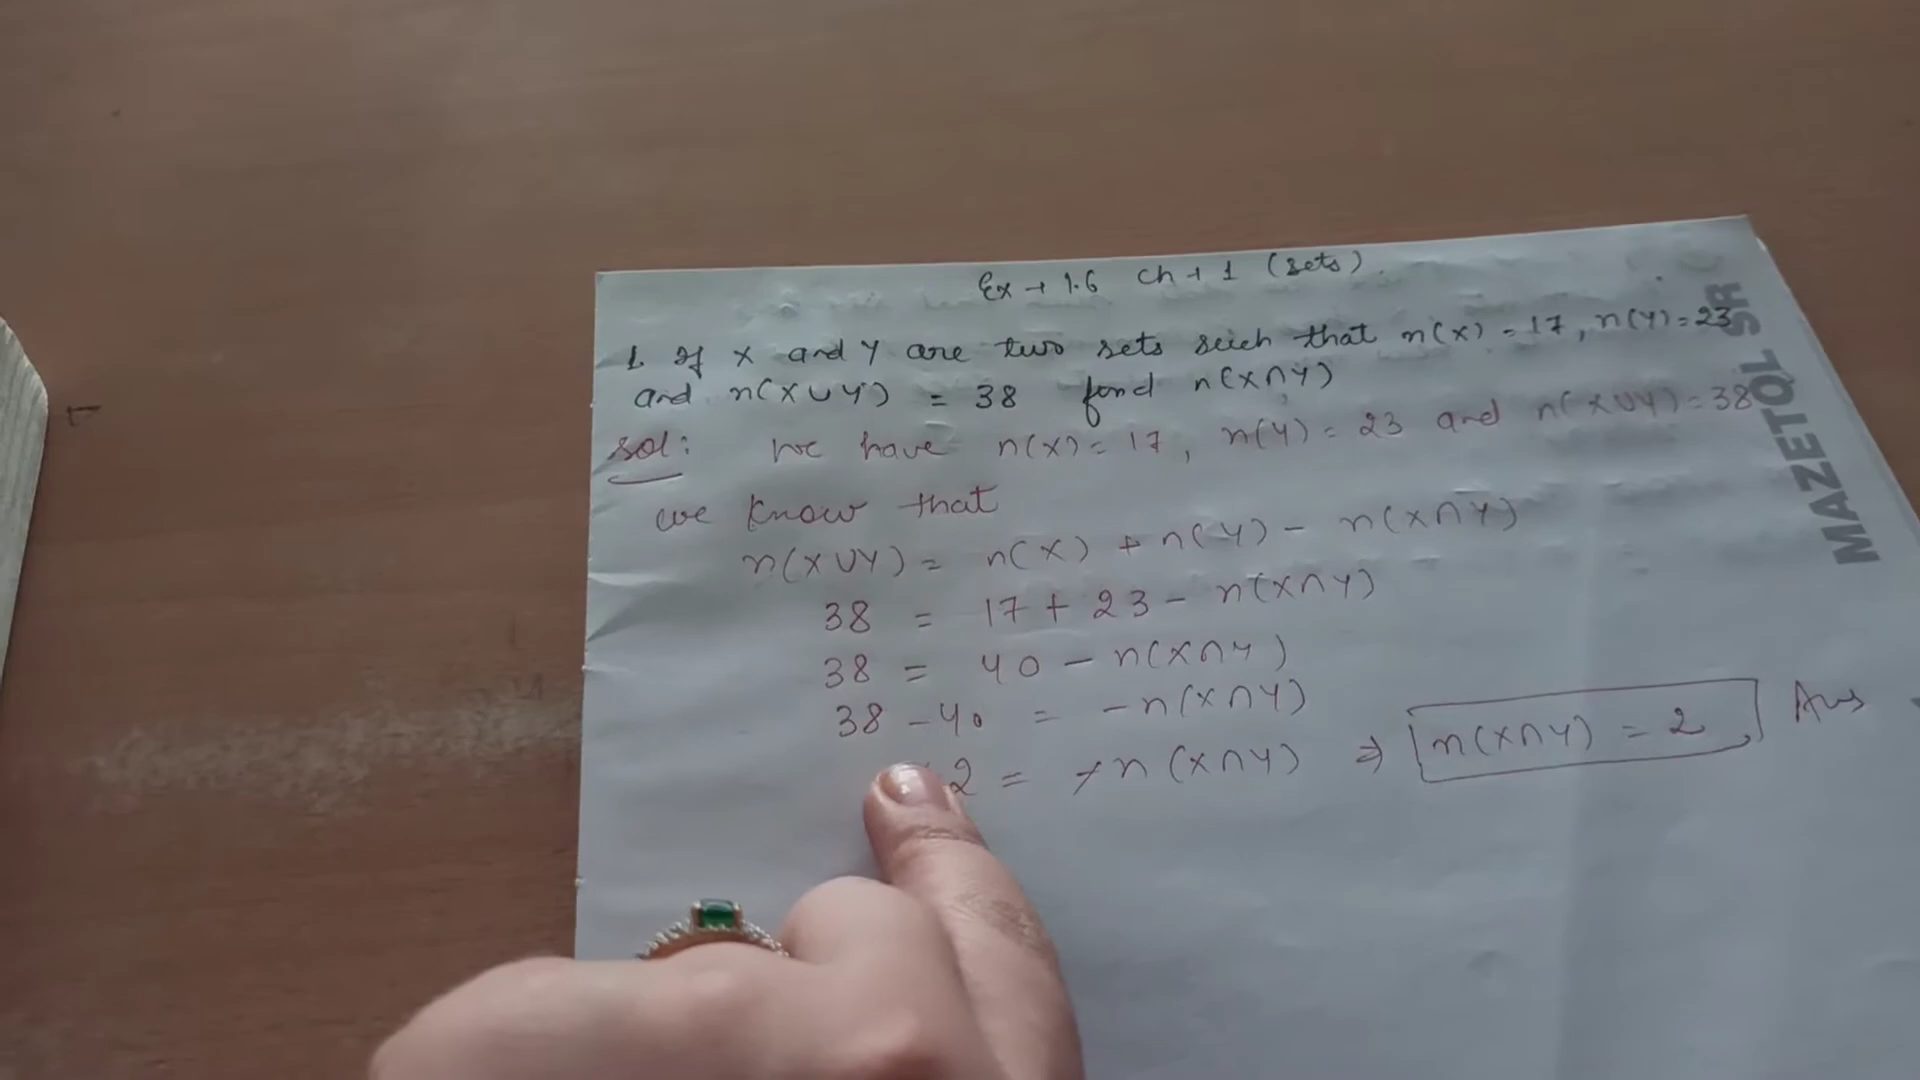 Ex → 1.6 Ch → 1 (sets).
1. If X and Y are two sets such that n(X) = 17, n(Y) = 23
and n(X∪Y) = 38 find n(X∩Y)
Sol: We have n(X) = 17, n(Y) = 23 and n(X∪Y) = 38
we know that
n(X∪Y) = n(X) + n(Y) - n(X∩Y)
38 = 17 + 23 - n(X∩Y)
38 = 40 - n(X∩Y)
38 - 40 = -n(X∩Y)
2 = -n(X∩Y) ⇒ n(X∩Y) = 2 Ans
MAZETOL SR